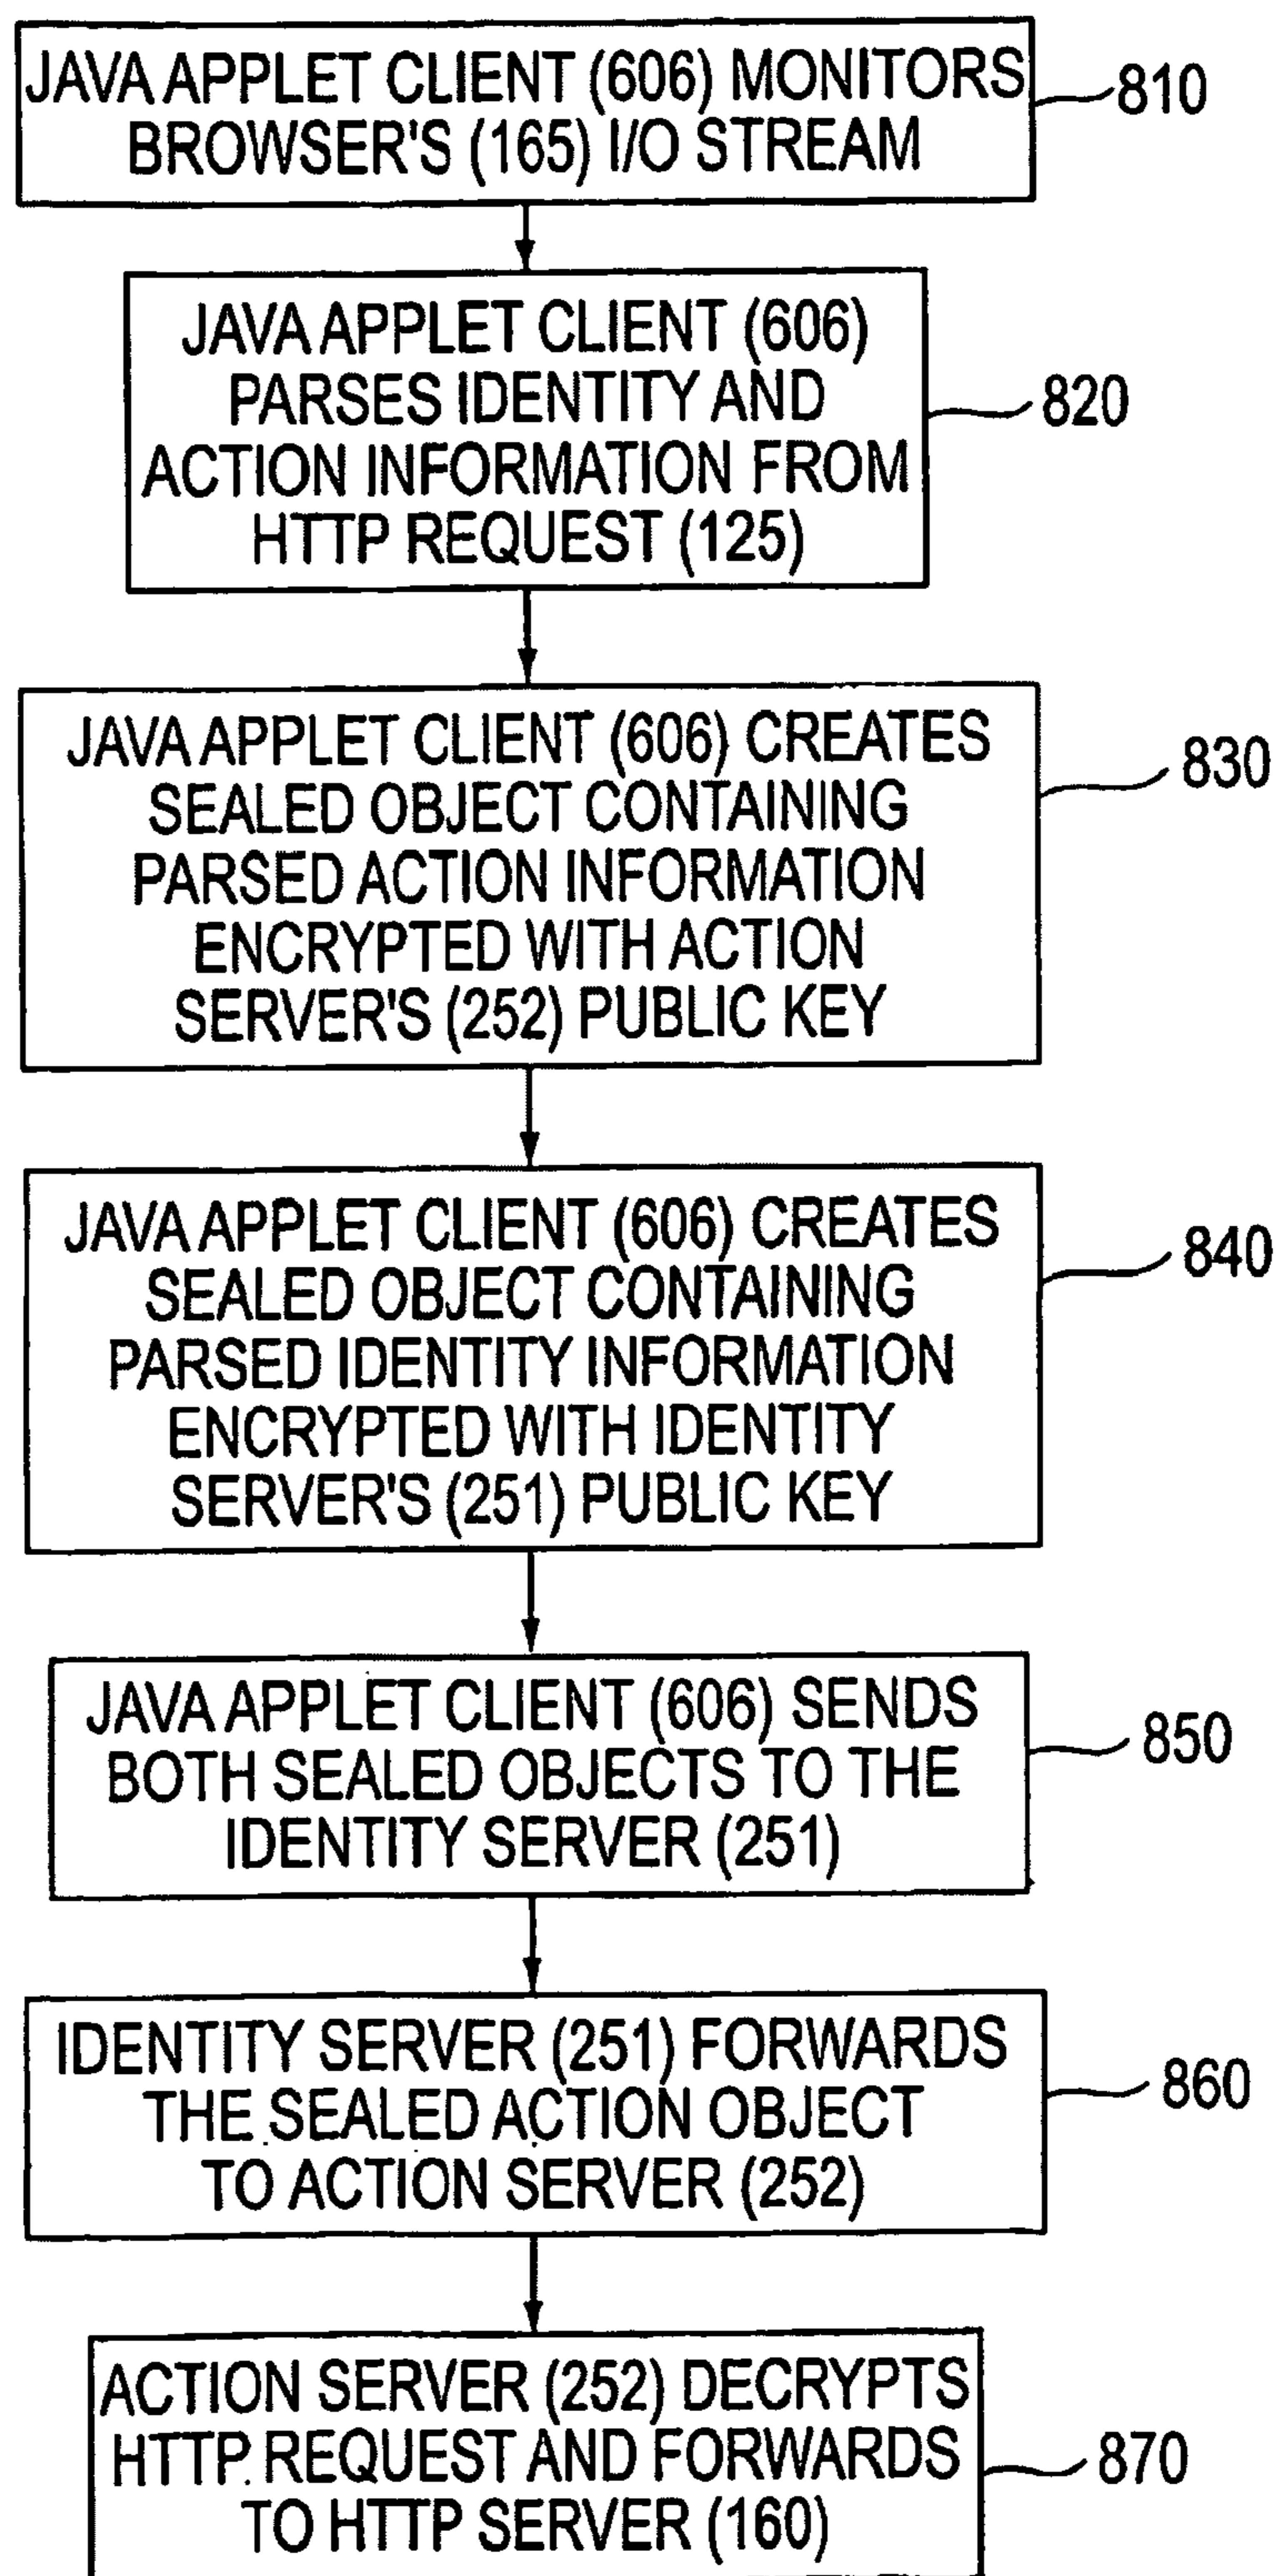 JAVA APPLET CLIENT (606) MONITORS
BROWSER'S (165) I/O STREAM
810
JAVA APPLET CLIENT (606)
PARSES IDENTITY AND
ACTION INFORMATION FROM
HTTP REQUEST (125)
820
JAVA APPLET CLIENT (606) CREATES
SEALED OBJECT CONTAINING
PARSED ACTION INFORMATION
ENCRYPTED WITH ACTION
SERVER'S (252) PUBLIC KEY
830
JAVA APPLET CLIENT (606) CREATES
SEALED OBJECT CONTAINING
PARSED IDENTITY INFORMATION
ENCRYPTED WITH IDENTITY
SERVER'S (251) PUBLIC KEY
840
JAVA APPLET CLIENT (606) SENDS
BOTH SEALED OBJECTS TO THE
IDENTITY SERVER (251)
850
IDENTITY SERVER (251) FORWARDS
THE SEALED ACTION OBJECT
TO ACTION SERVER (252)
860
ACTION SERVER (252) DECRYPTS
HTTP REQUEST AND FORWARDS
TO HTTP SERVER (160)
870